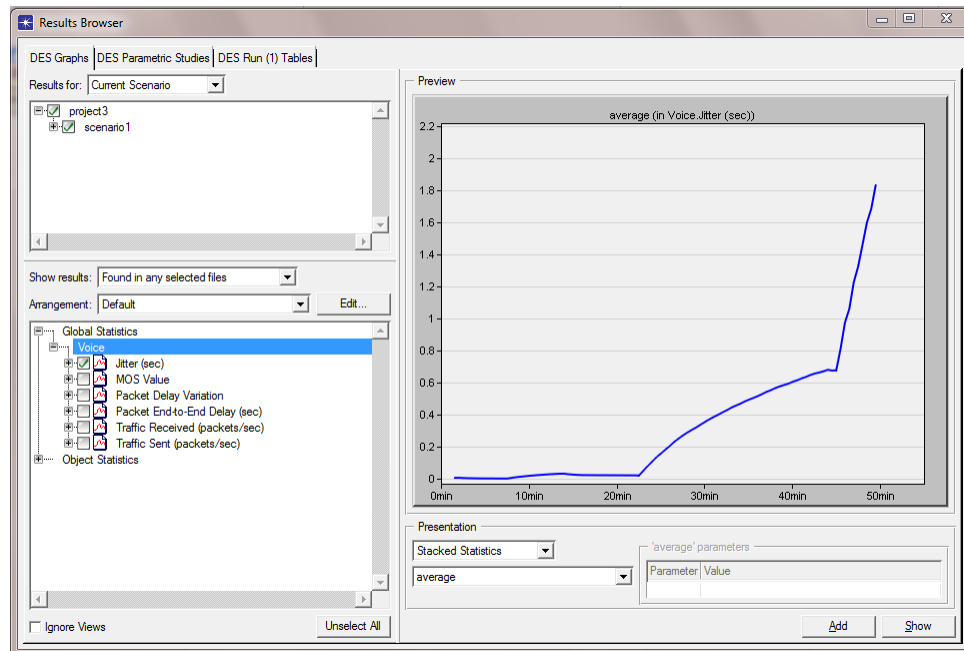 Results Browser
DES Graphs DES Parametric Studies DES Run (1) Tables
Results for: Current Scenario
project3
scenario1
Show results: Found in any selected files
Arrangement: Default Edit...
Global Statistics
Voice
Jitter (sec)
MOS Value
Packet Delay Variation
Packet End-to-End Delay (sec)
Traffic Received (packets/sec)
Traffic Sent (packets/sec)
Object Statistics
Ignore Views Unselect All
Preview
average (in Voice.Jitter (sec))
2.2
2
1.8
1.6
1.4
1.2
1
0.8
0.6
0.4
0.2
0
0min 10min 20min 30min 40min 50min
Presentation
Stacked Statistics
average
'average' parameters
Parameter Value
Add Show